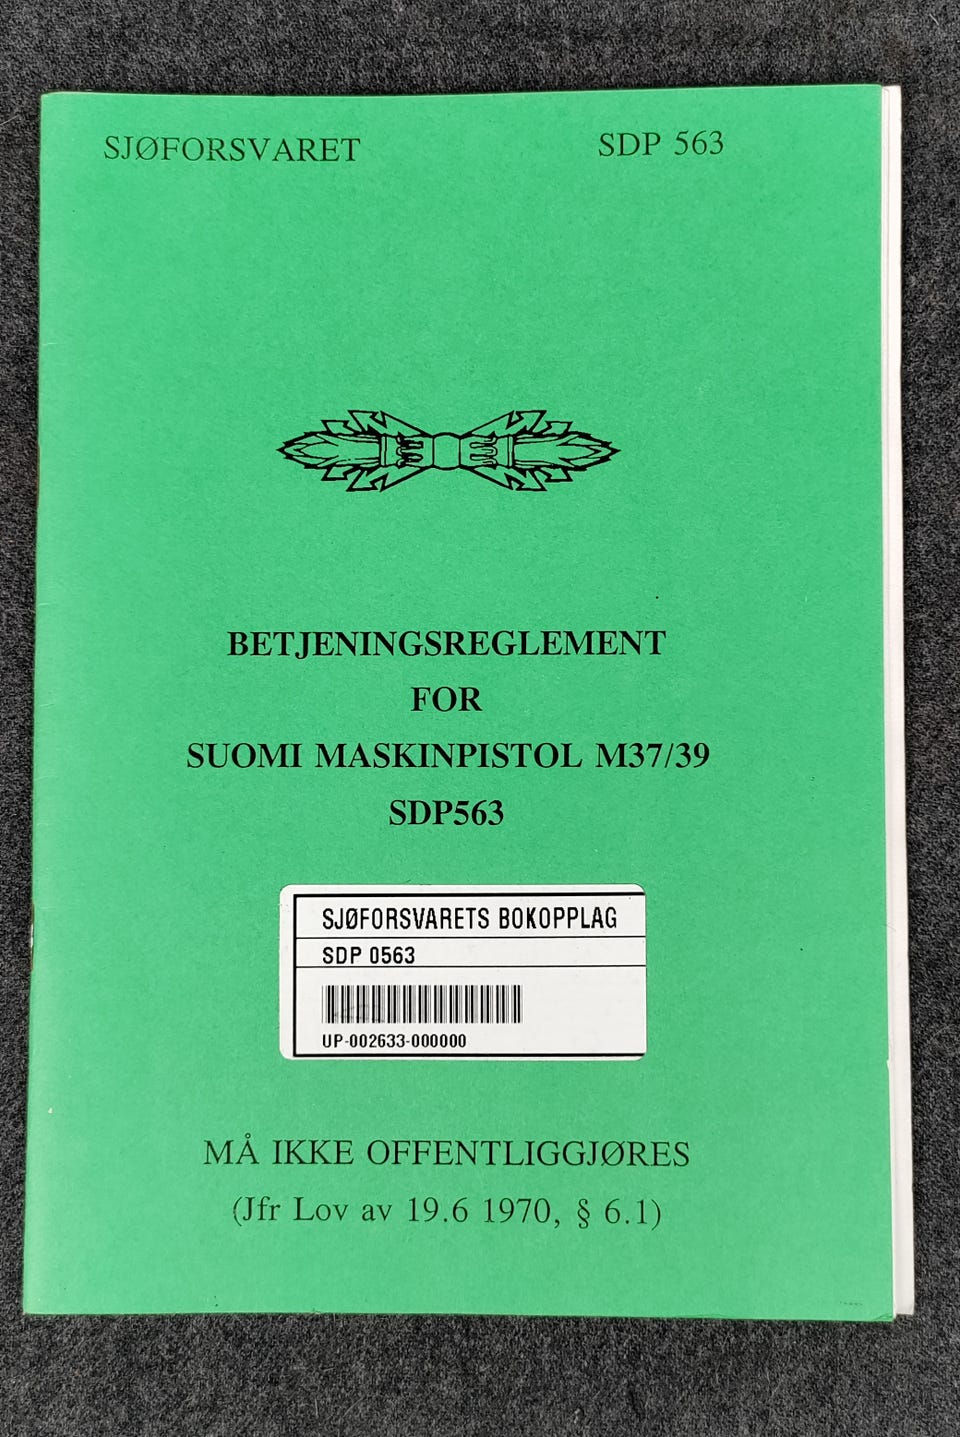 SJØFORSVARET SDP 563
BETJENINGSREGLEMENT
FOR
SUOMI MASKINPISTOL M37/39
SDP563
SJØFORSVARETS BOKOPPLAG
SDP 0563
UP-002633-000000
MÅ IKKE OFFENTLIGGJØRES
(Jfr Lov av 19.6 1970, § 6.1)